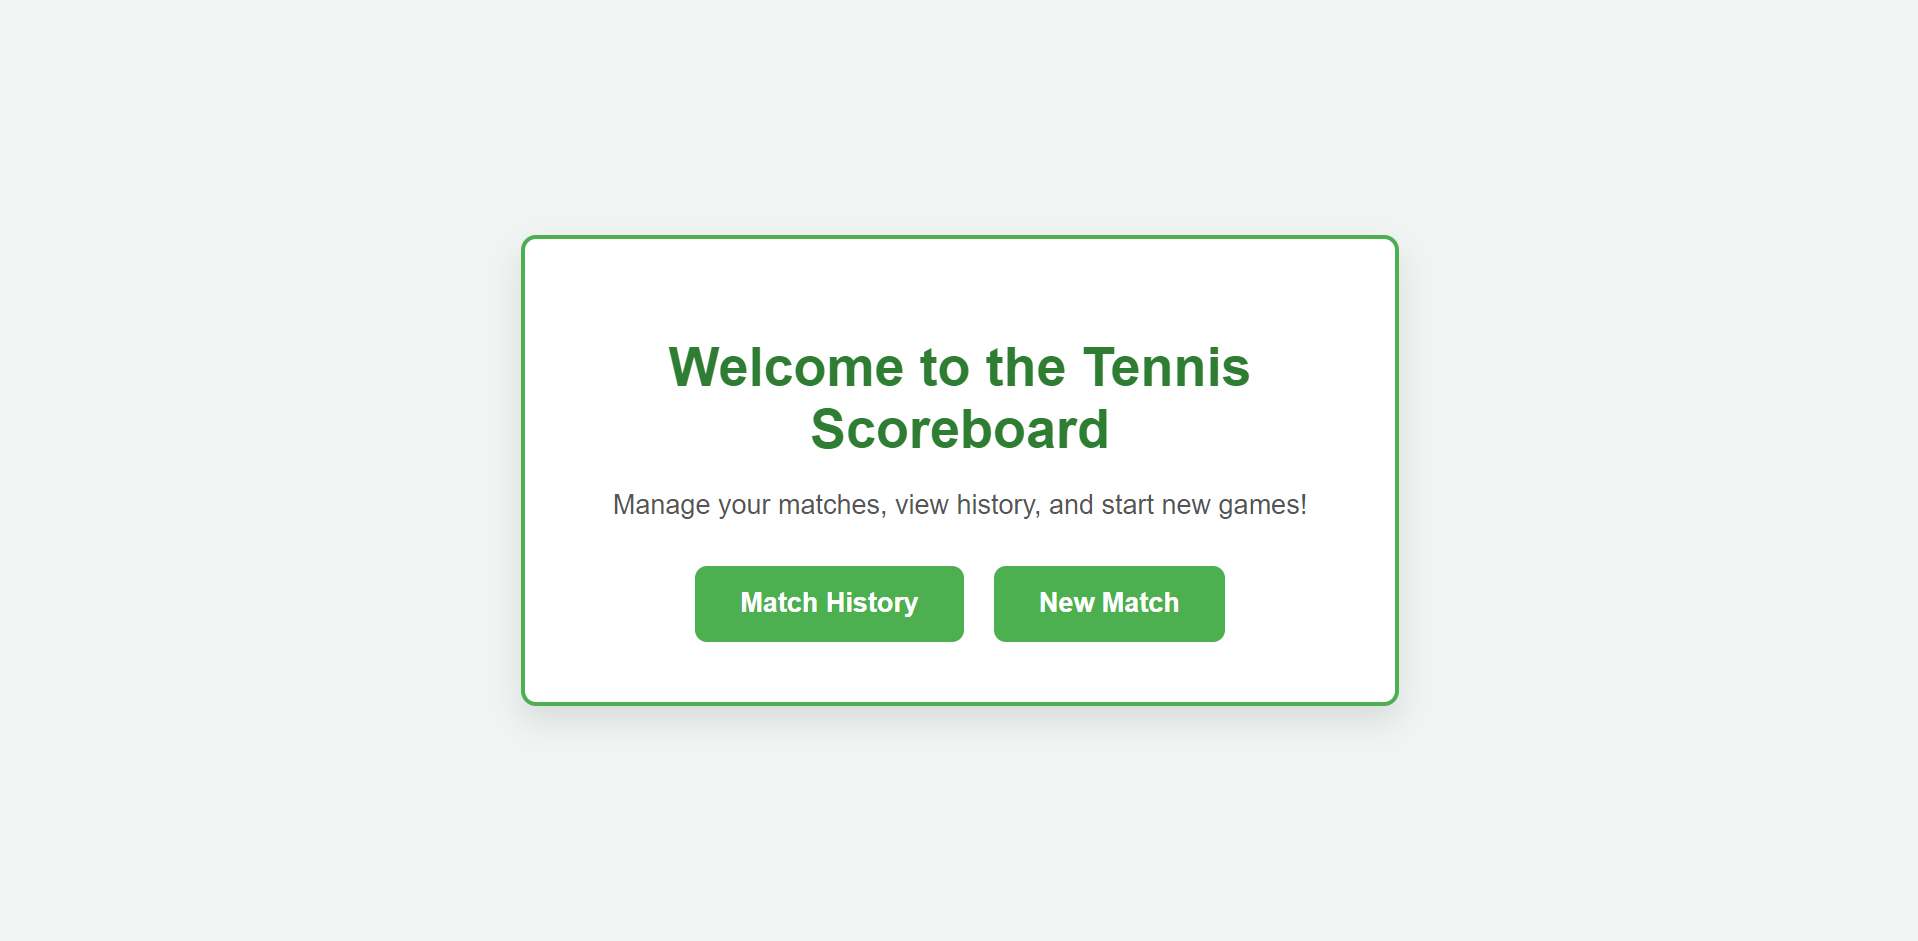 Welcome to the Tennis
Scoreboard
Manage your matches, view history, and start new games!
Match History
New Match